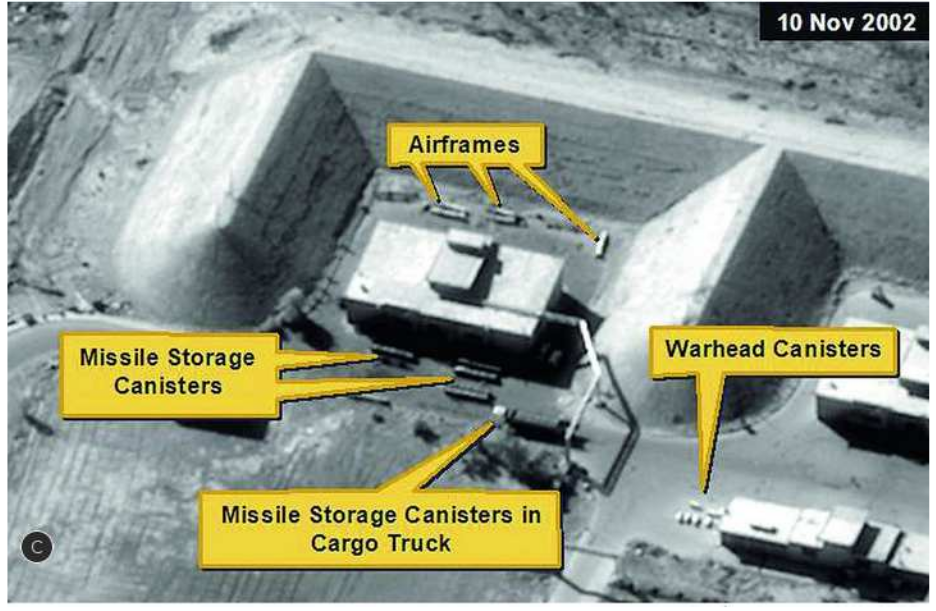 10 Nov 2002
Airframes
Missile Storage
Canisters
Warhead Canisters
Missile Storage Canisters in
Cargo Truck
C